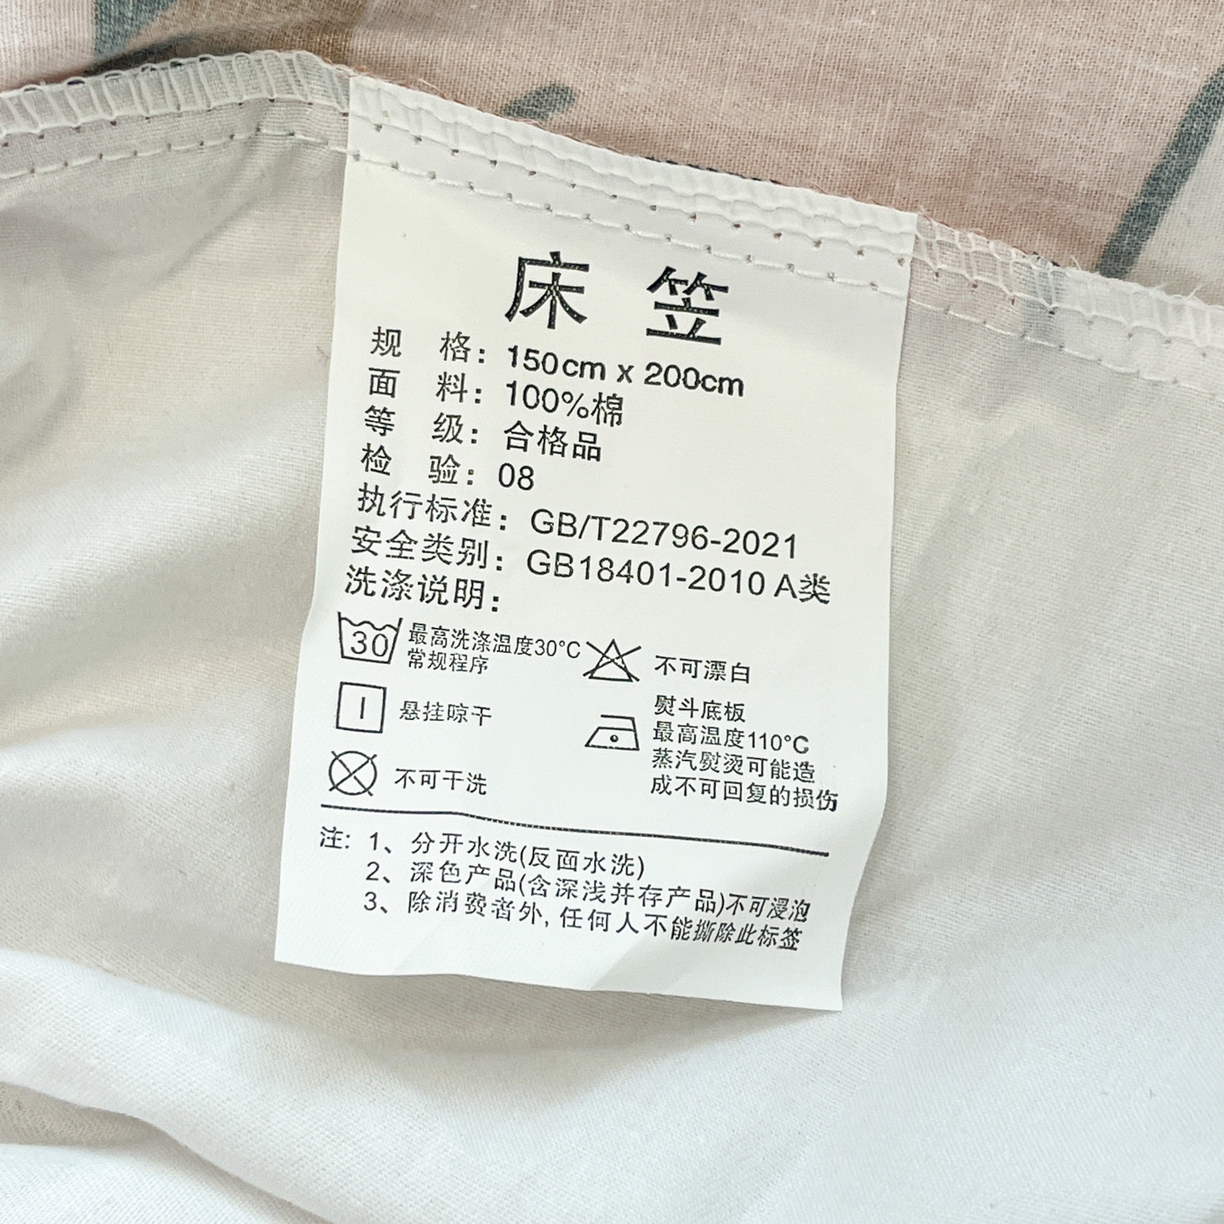 床 笠
规 格：150cm x 200cm
面 料：100%棉
等 级：合格品
检 验：08
执行标准：GB/T22796-2021
安全类别：GB18401-2010 A类
洗涤说明：
30 最高洗涤温度30°C
常规程序
不可漂白
悬挂晾干
熨斗底板
最高温度110°C
蒸汽熨烫可能造
成不可回复的损伤
不可干洗
注：1、分开水洗(反面水洗)
2、深色产品(含深浅并存产品)不可浸泡
3、除消费者外, 任何人不能撕除此标签